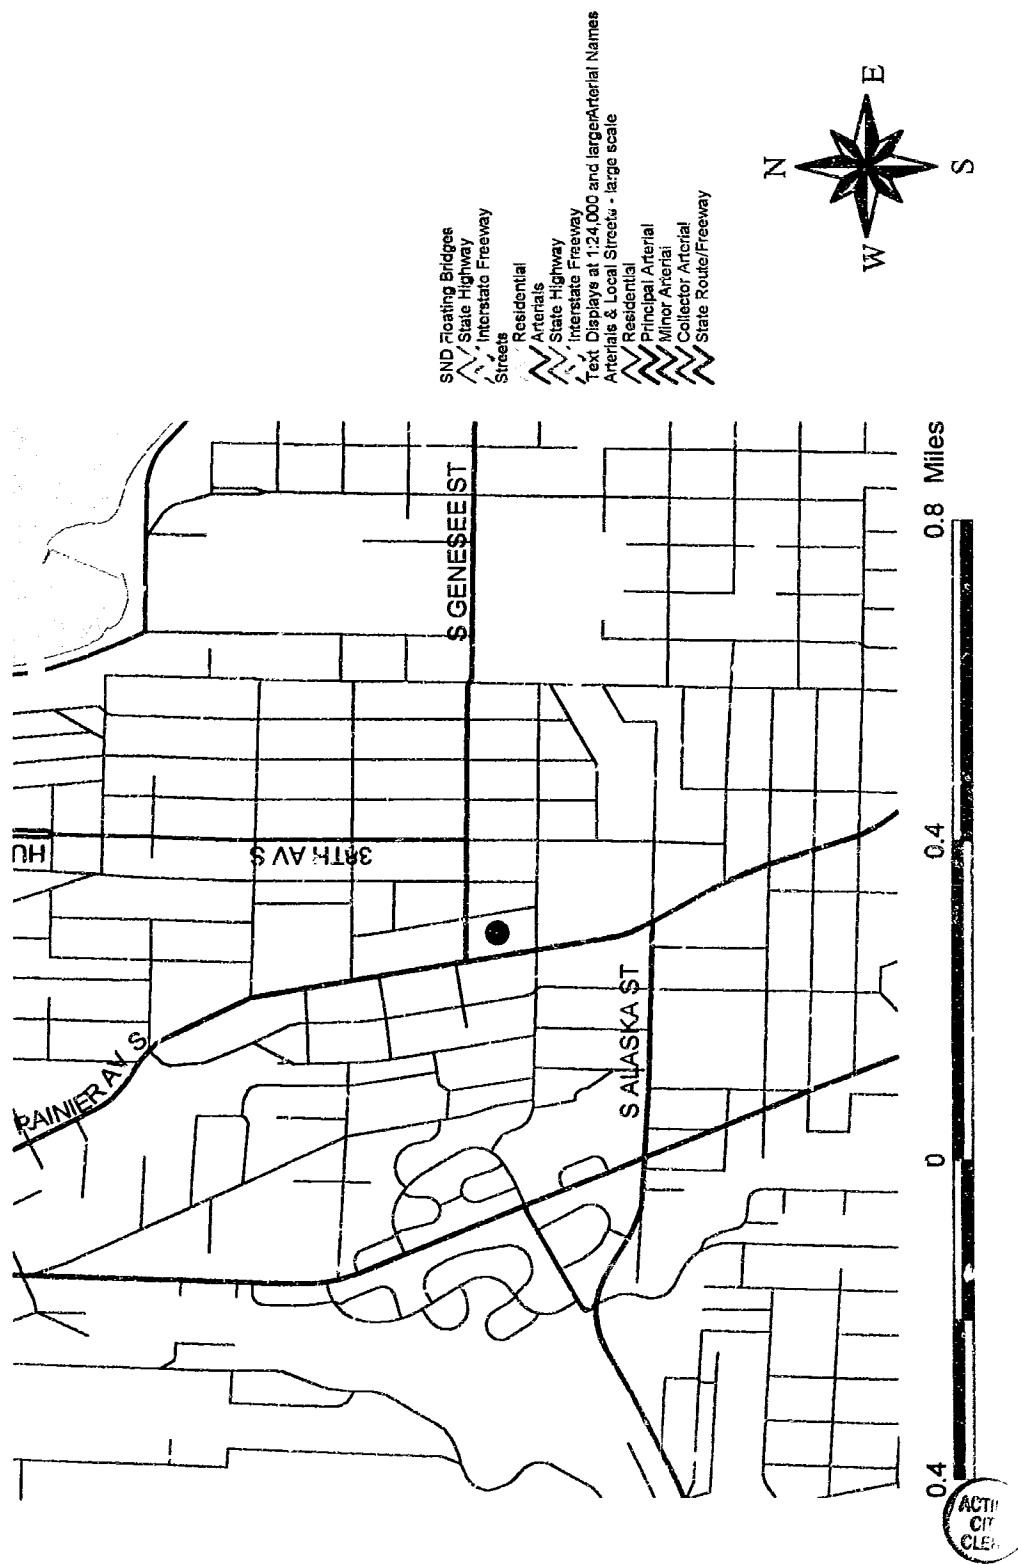 SND Floating Bridges
State Highway
Interstate Freeway
Streets
Residential
Arterials
State Highway
Interstate Freeway
Text Displays at 1:24,000 and largerArterial Names
Arterials & Local Streets - large scale
Residential
Principal Arterial
Minor Arterial
Collector Arterial
State Route/Freeway
N
E
S
W
HU
38TH AV S
S GENESEE ST
RAINIER AV S
S ALASKA ST
0.4 0 0.4 0.8 Miles
CIT